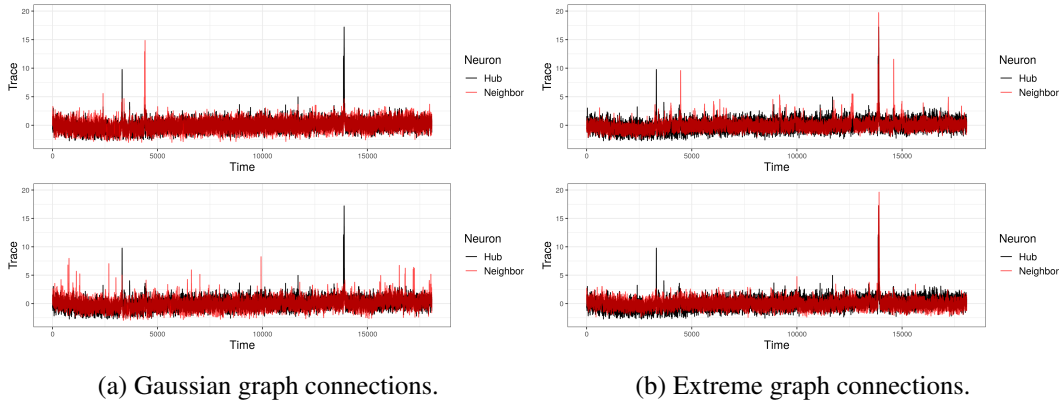 20
15
10
5
0
Trace
0
5000
10000
15000
Time
Neuron
Hub
Neighbor
20
15
10
5
0
Trace
0
5000
10000
15000
Time
Neuron
Hub
Neighbor
(a) Gaussian graph connections.
20
15
10
5
0
Trace
0
5000
10000
15000
Time
Neuron
Hub
Neighbor
20
15
10
5
0
Trace
0
5000
10000
15000
Time
Neuron
Hub
Neighbor
(b) Extreme graph connections.